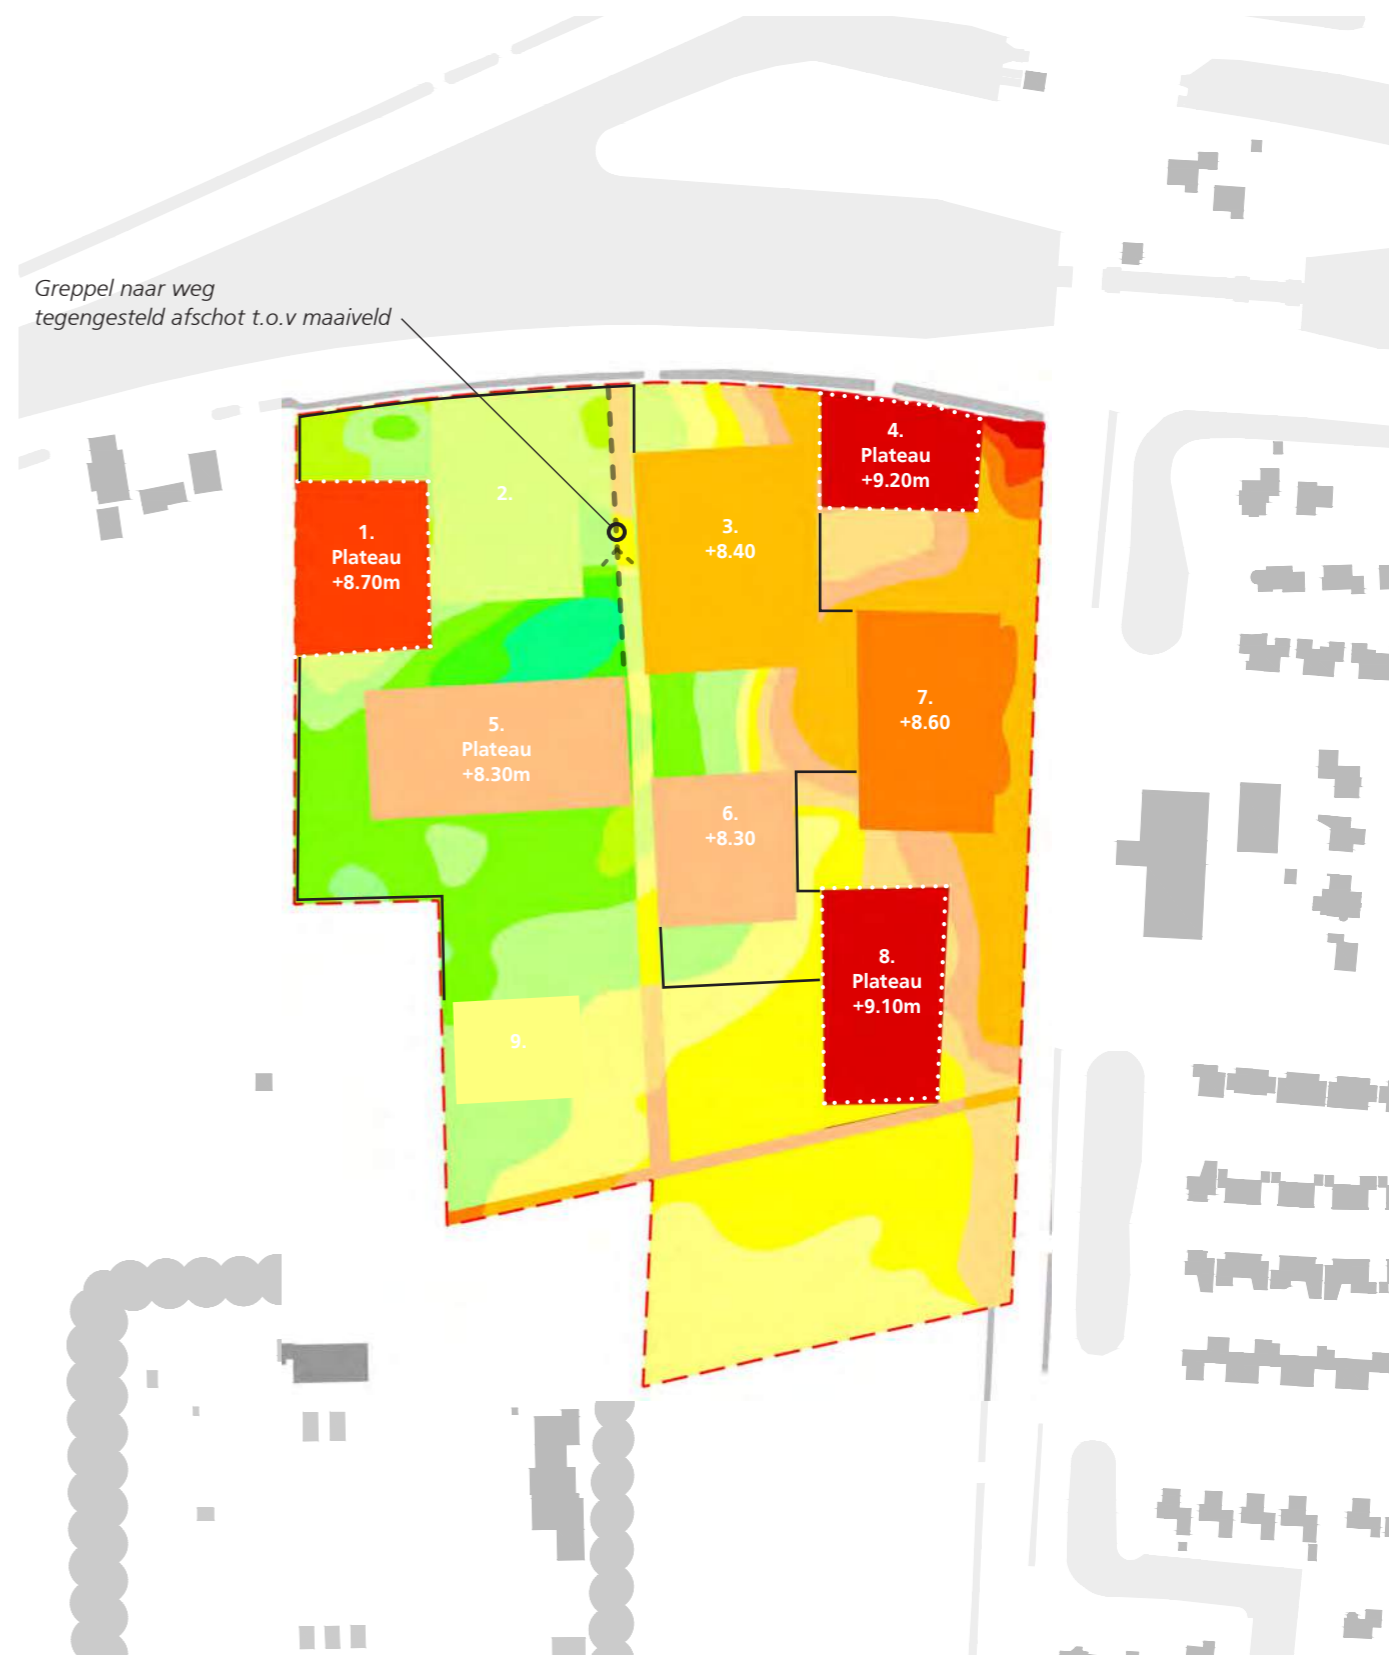 Greppel naar weg
tegengesteld afschot t.o.v maaiveld
4.
Plateau
+9.20m
2.
1.
Plateau
+8.70m
3.
+8.40
7.
+8.60
5.
Plateau
+8.30m
6.
+8.30
8.
Plateau
+9.10m
9.